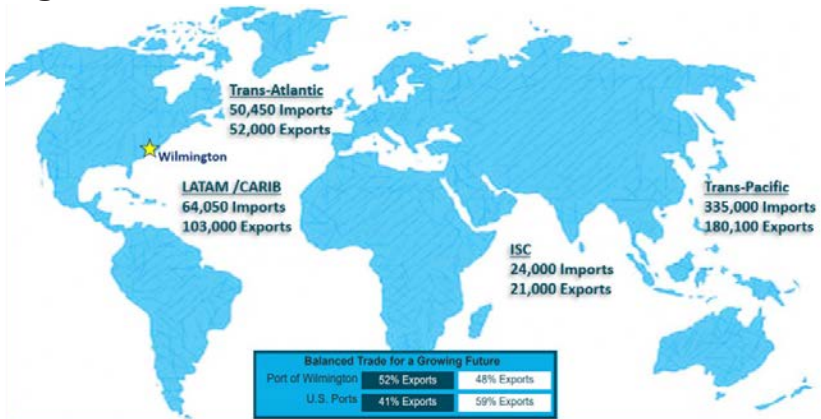 Trans-Atlantic
50,450 Imports
52,000 Exports
Wilmington
LATAM /CARIB
64,050 Imports
103,000 Exports
Trans-Pacific
335,000 Imports
180,100 Exports
ISC
24,000 Imports
21,000 Exports
Balanced Trade for a Growing Future
Port of Wilmington 52% Exports 48% Exports
U.S. Ports 41% Exports 59% Exports